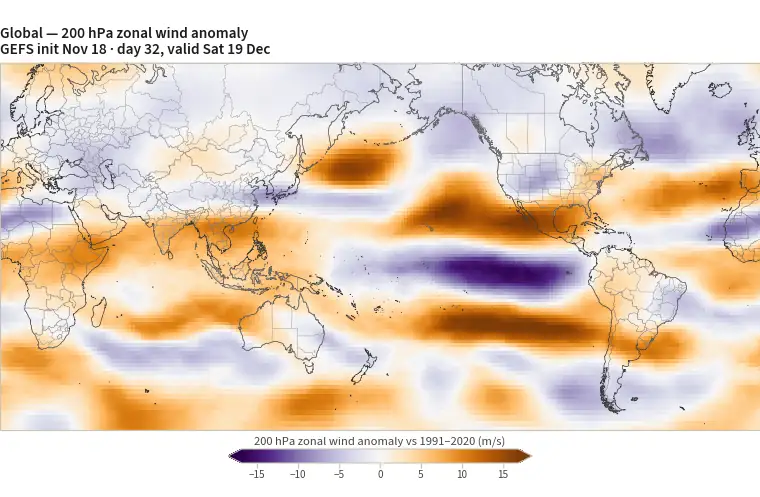 Global — 200 hPa zonal wind anomaly
GEFS init Nov 18 · day 32, valid Sat 19 Dec
200 hPa zonal wind anomaly vs 1991–2020 (m/s)
−15 −10 −5 0 5 10 15